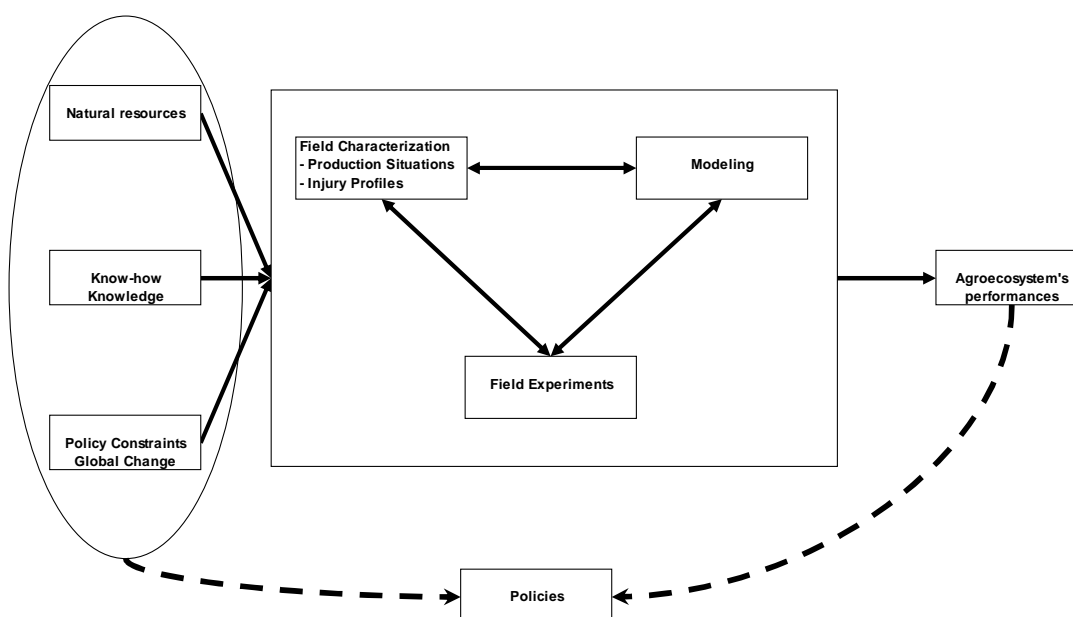 Natural resources
Know-how
Knowledge
Policy Constraints
Global Change
Field Characterization
- Production Situations
- Injury Profiles
Modeling
Field Experiments
Agroecosystem's
performances
Policies